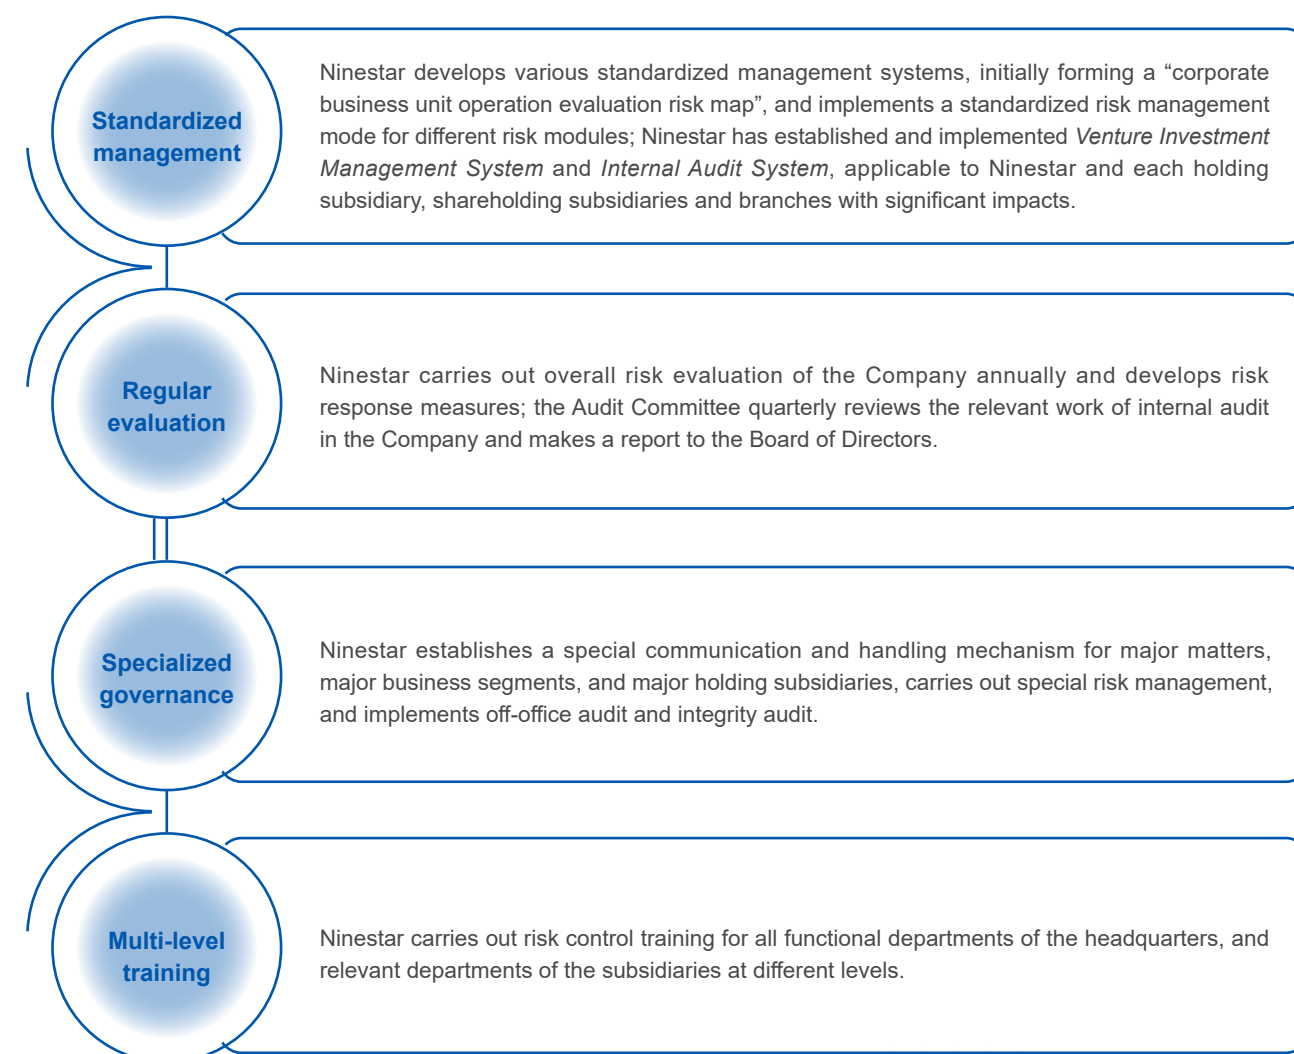 Standardized
management
Ninestar develops various standardized management systems, initially forming a “corporate
business unit operation evaluation risk map”, and implements a standardized risk management
mode for different risk modules; Ninestar has established and implemented Venture Investment
Management System and Internal Audit System, applicable to Ninestar and each holding
subsidiary, shareholding subsidiaries and branches with significant impacts.
Regular
evaluation
Ninestar carries out overall risk evaluation of the Company annually and develops risk
response measures; the Audit Committee quarterly reviews the relevant work of internal audit
in the Company and makes a report to the Board of Directors.
Specialized
governance
Ninestar establishes a special communication and handling mechanism for major matters,
major business segments, and major holding subsidiaries, carries out special risk management,
and implements off-office audit and integrity audit.
Multi-level
training
Ninestar carries out risk control training for all functional departments of the headquarters, and
relevant departments of the subsidiaries at different levels.